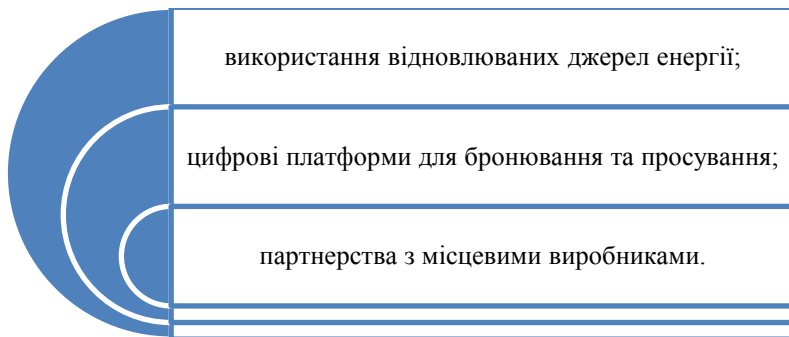 використання відновлюваних джерел енергії;
цифрові платформи для бронювання та просування;
партнерства з місцевими виробниками.